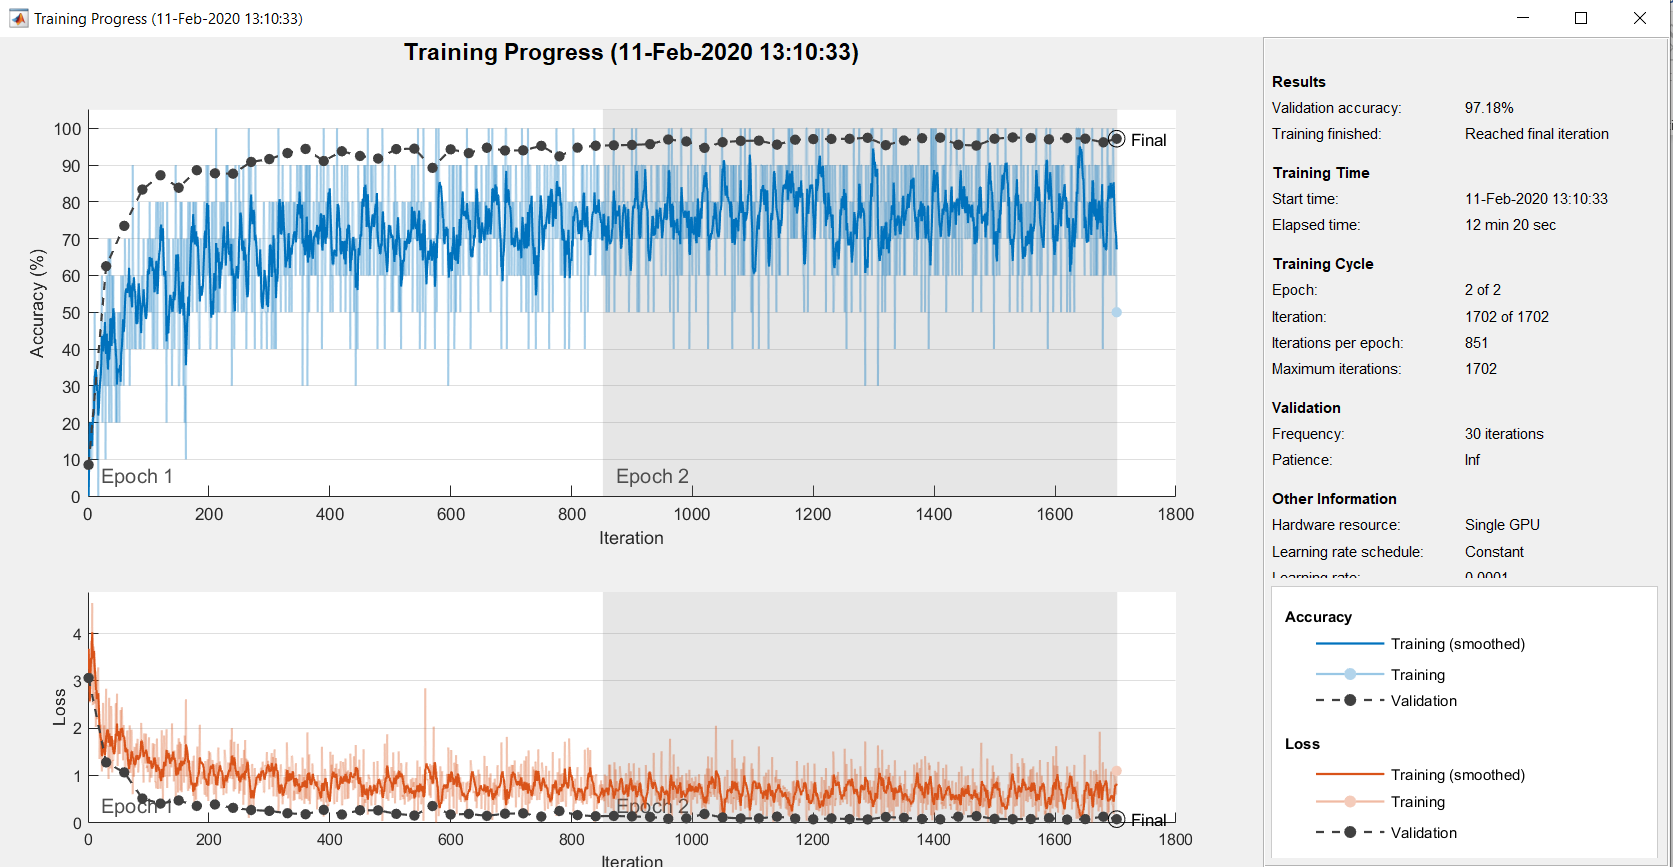 Training Progress (11-Feb-2020 13:10:33)
Training Progress (11-Feb-2020 13:10:33)
Accuracy (%)
100
90
80
70
60
50
40
30
20
10
0
Final
Epoch 1
Epoch 2
0 200 400 600 800 1000 1200 1400 1600 1800
Iteration
Loss
4
3
2
1
0
Epoch
Epoch 2
Final
0 200 400 600 800 1000 1200 1400 1600 1800
Iteration
Results
Validation accuracy: 97.18%
Training finished: Reached final iteration
Training Time
Start time: 11-Feb-2020 13:10:33
Elapsed time: 12 min 20 sec
Training Cycle
Epoch: 2 of 2
Iteration: 1702 of 1702
Iterations per epoch: 851
Maximum iterations: 1702
Validation
Frequency: 30 iterations
Patience: Inf
Other Information
Hardware resource: Single GPU
Learning rate schedule: Constant
Learning rate: 0.0001
Accuracy
Training (smoothed)
Training
Validation
Loss
Training (smoothed)
Training
Validation